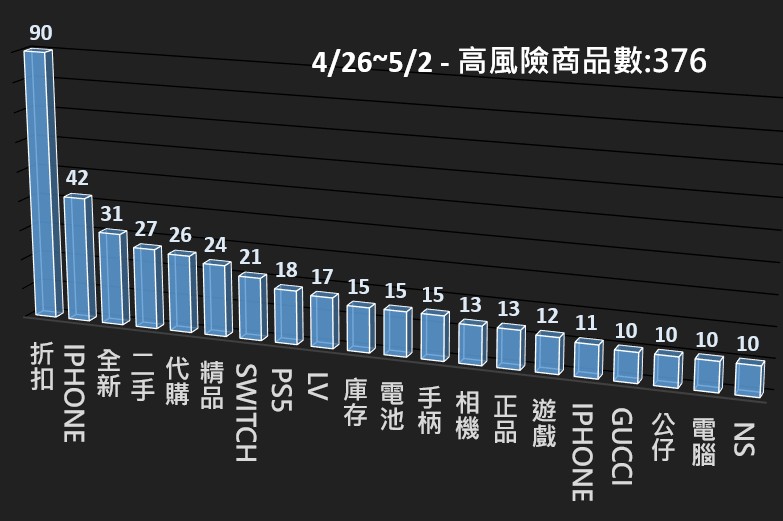 4/26~5/2 - 高風險商品數:376
90
42
31
27
26
24
21
18
17
15
15
15
13
13
12
11
10
10
10
10
折扣
IPHONE
全新
二手
代購
精品
SWITCH
PS5
LV
庫存
電池
手柄
相機
正品
遊戲
IPHONE
GUCCI
公仔
電腦
NS